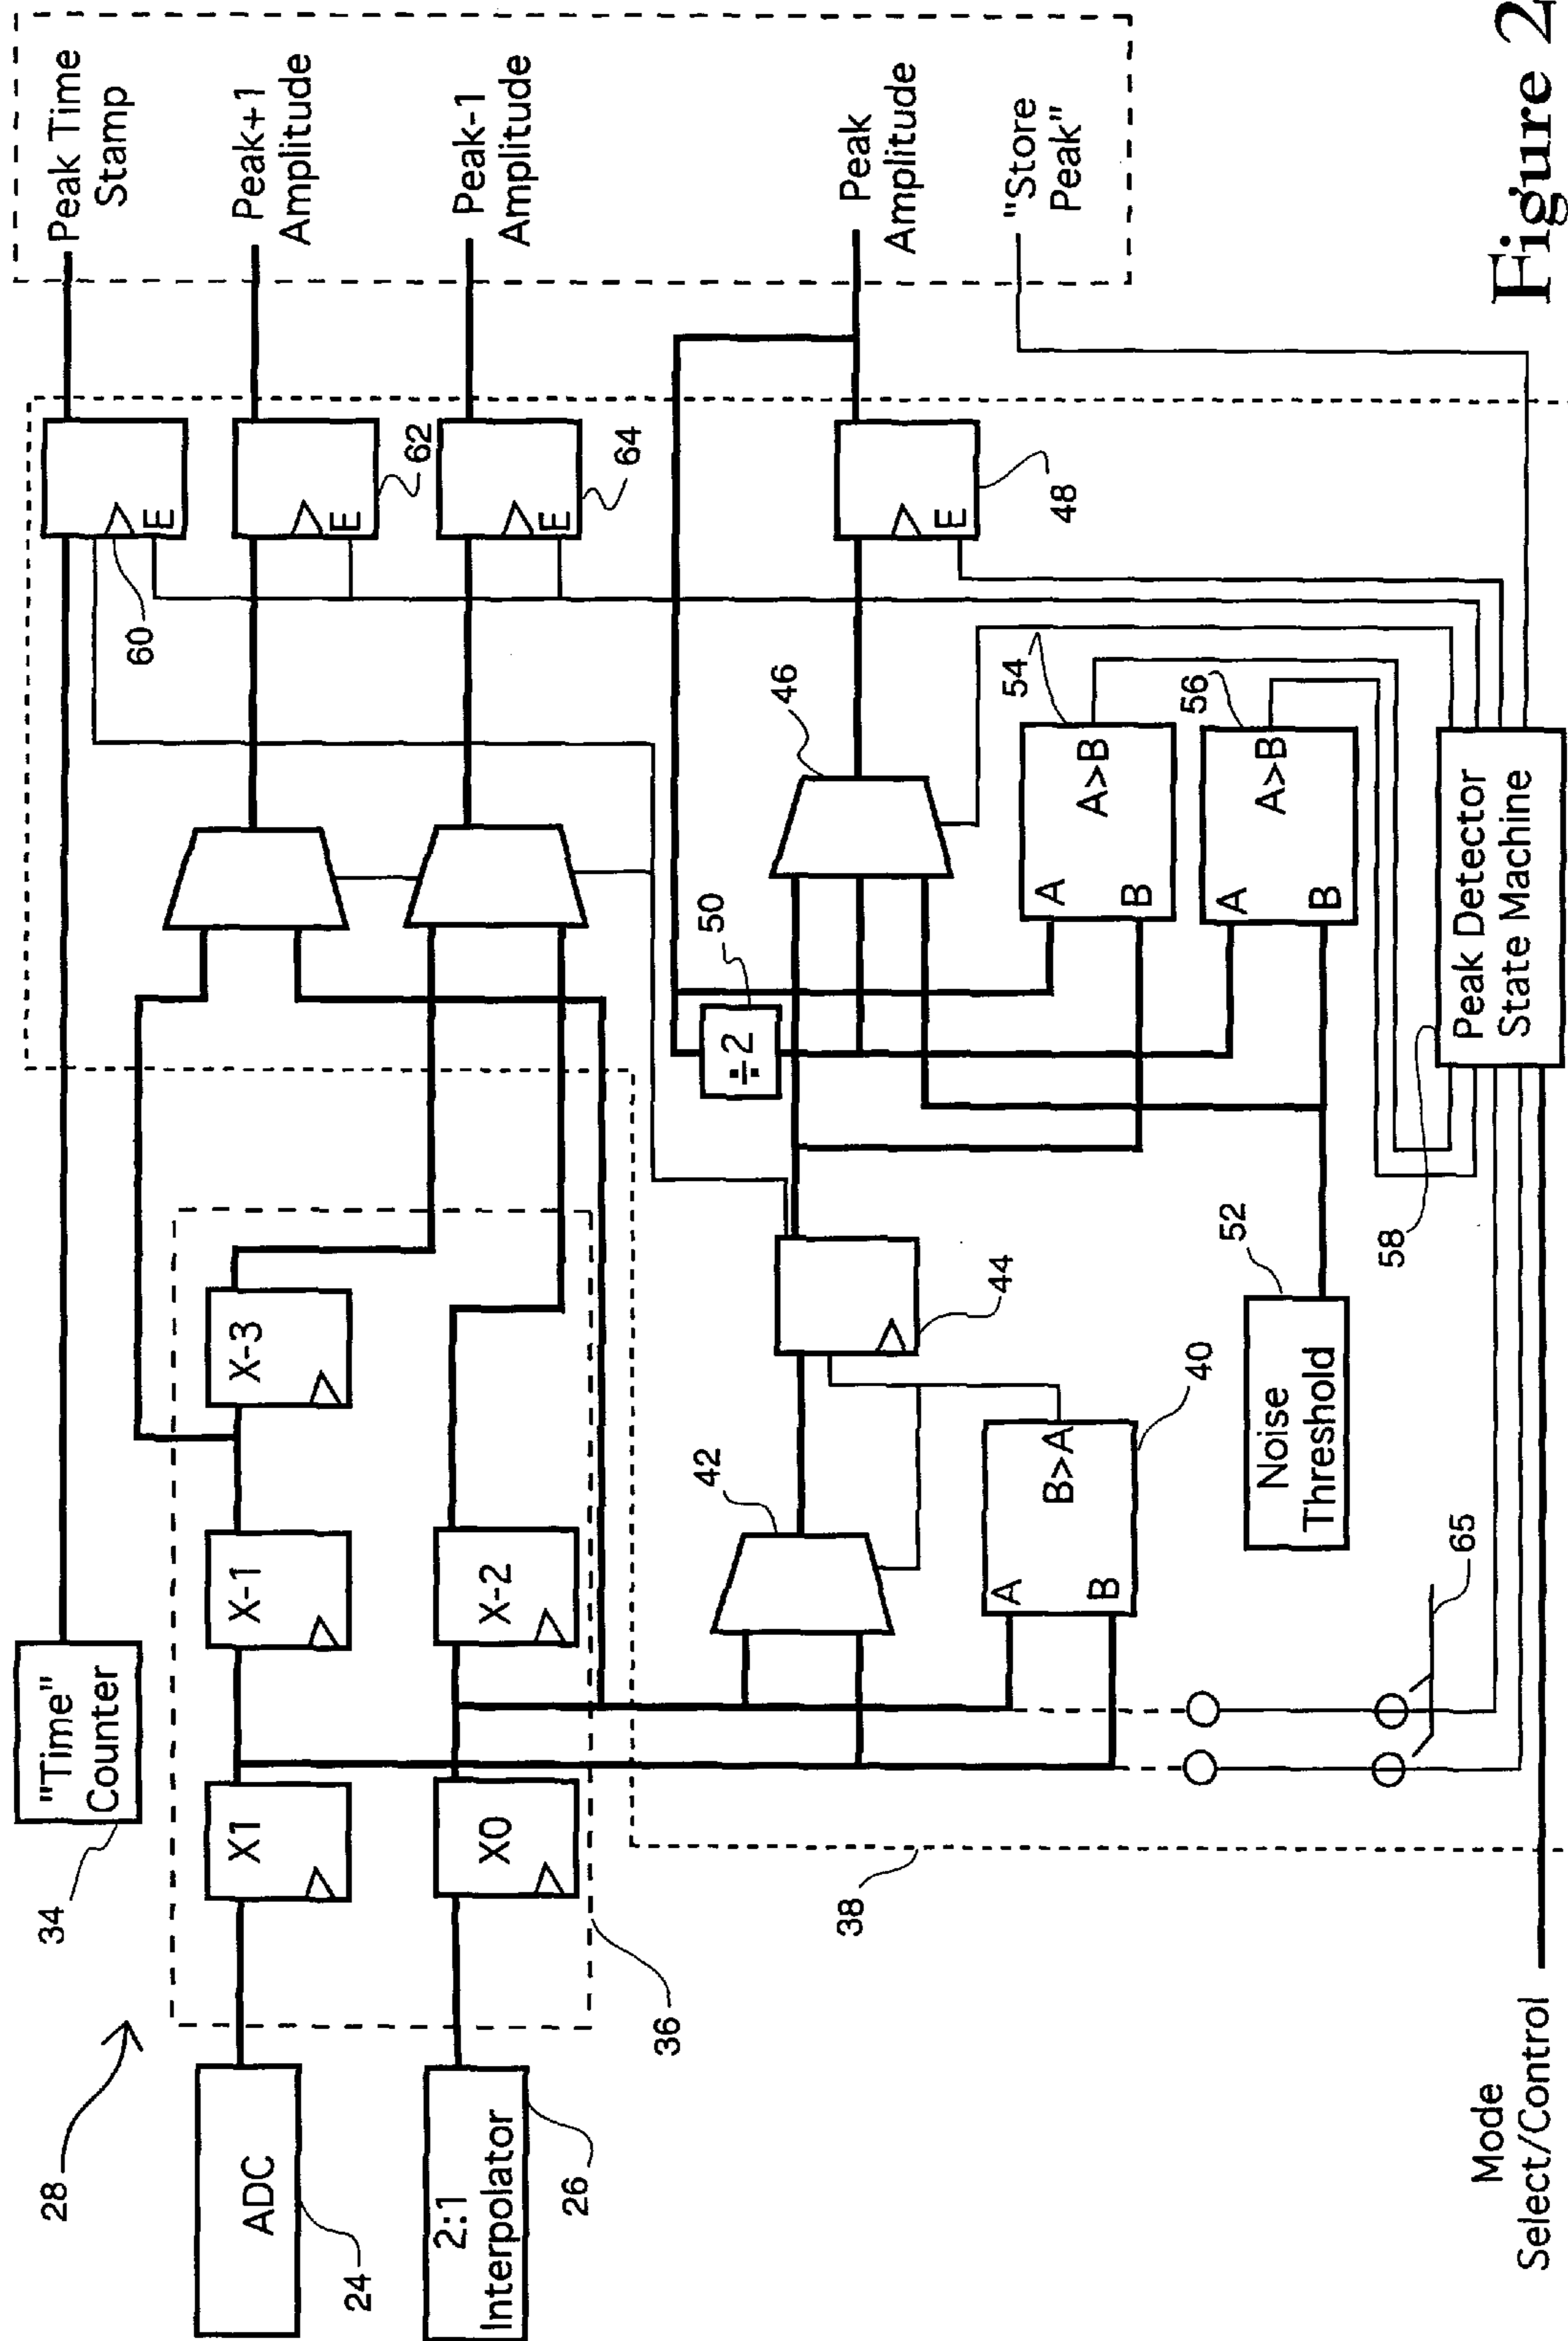 28
"Time"
Counter
34
Peak Time
Stamp
60
E
ADC
24
X1
X-1
X-3
Peak+1
Amplitude
62
E
2:1
Interpolator
26
X0
X-2
36
Peak-1
Amplitude
64
E
42
44
50
÷2
46
48
E
Peak
Amplitude
38
A
B
B>A
40
A
B
A>B
54
"Store
Peak"
A
B
A>B
56
52
Noise
Threshold
65
58
Peak Detector
State Machine
Mode
Select/Control
Figure 2